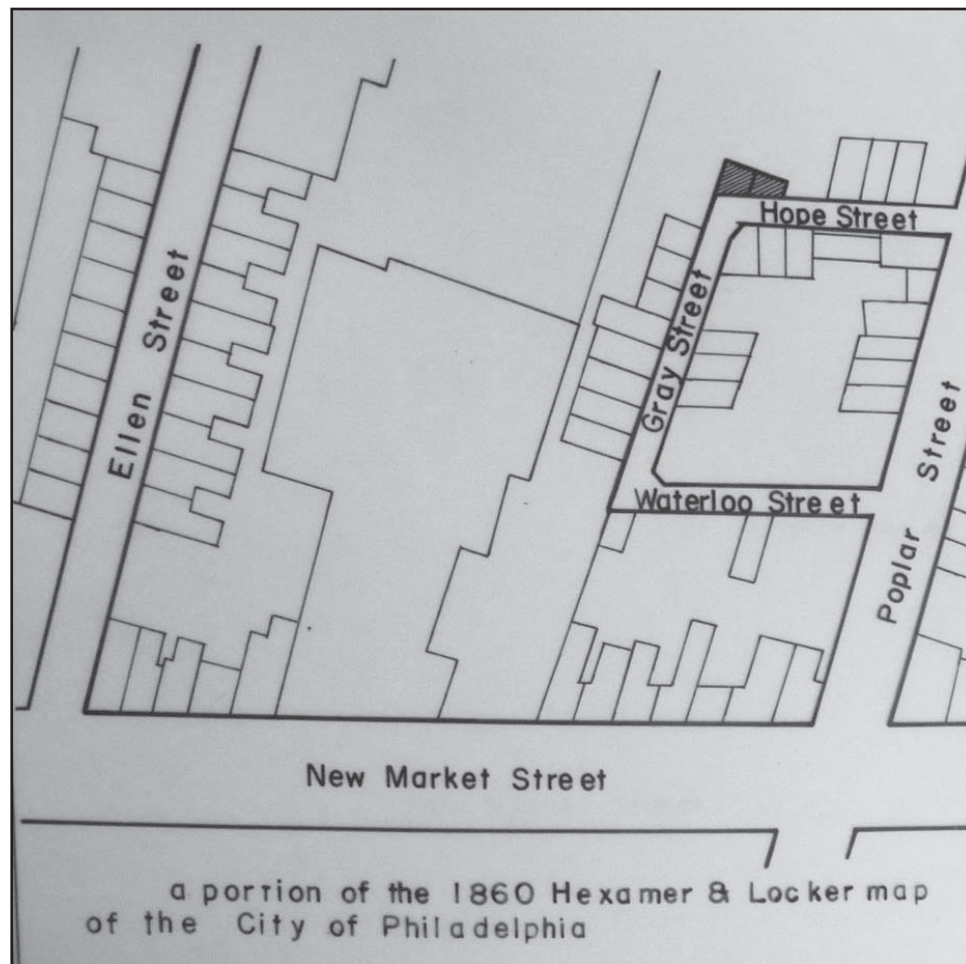 Hope Street
Ellen Street
Gray Street
Waterloo Street
Poplar Street
New Market Street
a portion of the 1860 Hexamer & Locker map
of the City of Philadelphia